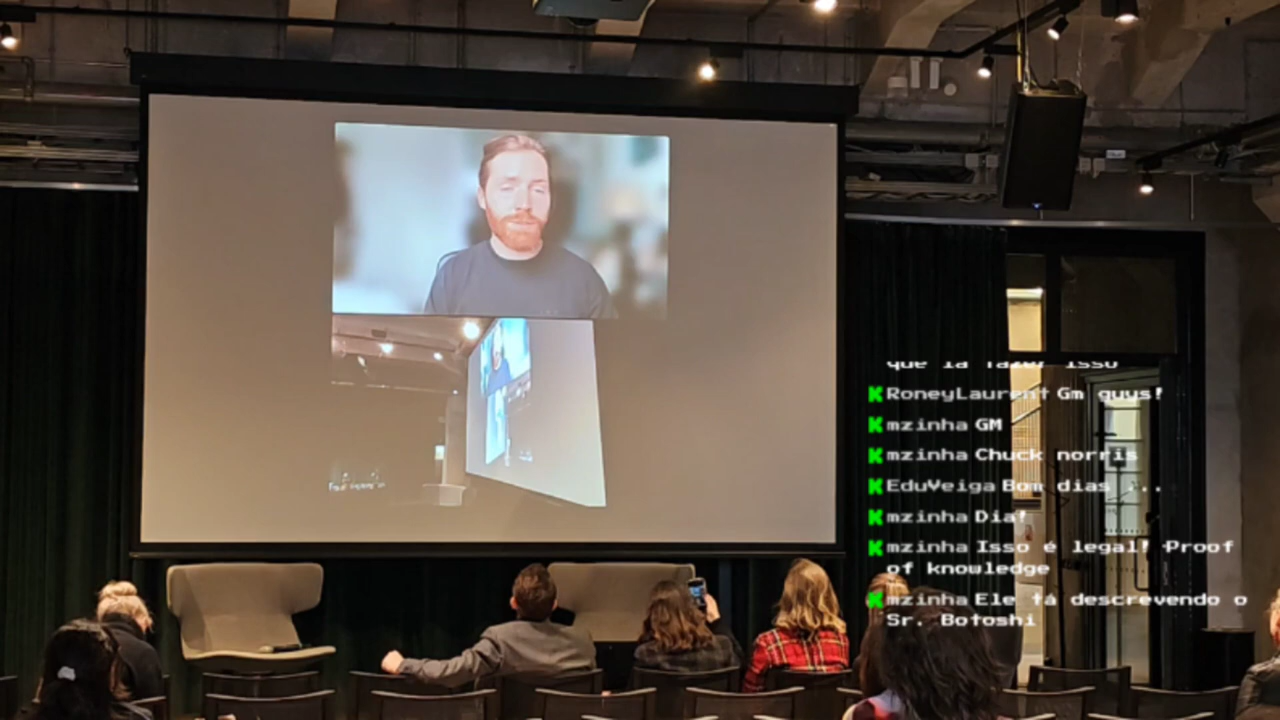 RoneyLaurent Gm guys!
mzinha GM
mzinha Chuck norris
EduVeiga Bom dias ...
mzinha Dia!
mzinha Isso é legal! Proof
of knowledge
mzinha Ele tá descrevendo o
Sr. Botoshi